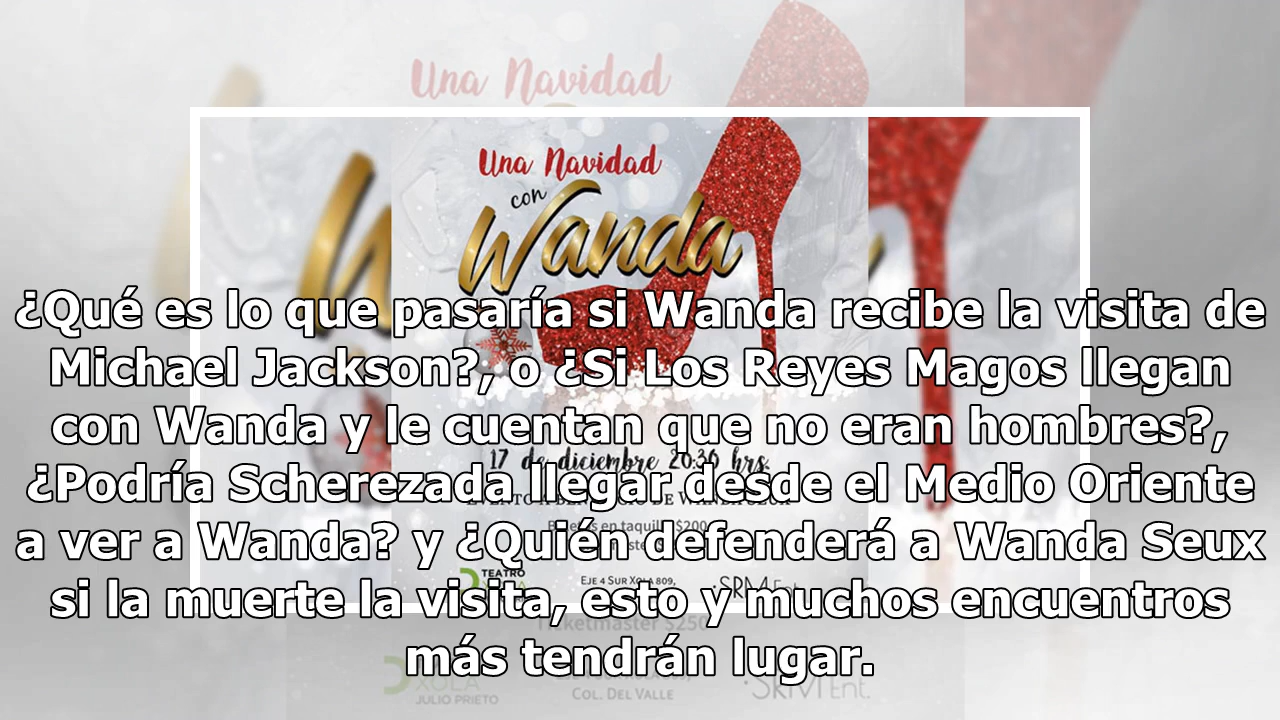 Una Navidad
Una Navidad
con
Wanda
¿Qué es lo que pasaría si Wanda recibe la visita de
Michael Jackson?, o ¿Si Los Reyes Magos llegan
con Wanda y le cuentan que no eran hombres?,
17 de diciembre 20:30 hrs.
¿Podría Scherezada llegar desde el Medio Oriente
a ver a Wanda? y ¿Quién defenderá a Wanda Seux
TEATRO
EJE 4 SUR XOLA 809,
SRM Ent.
si la muerte la visita, esto y muchos encuentros
Ticketmaster $250
más tendrán lugar.
XOLA
JULIO PRIETO
COL. DEL VALLE
SRM Ent.